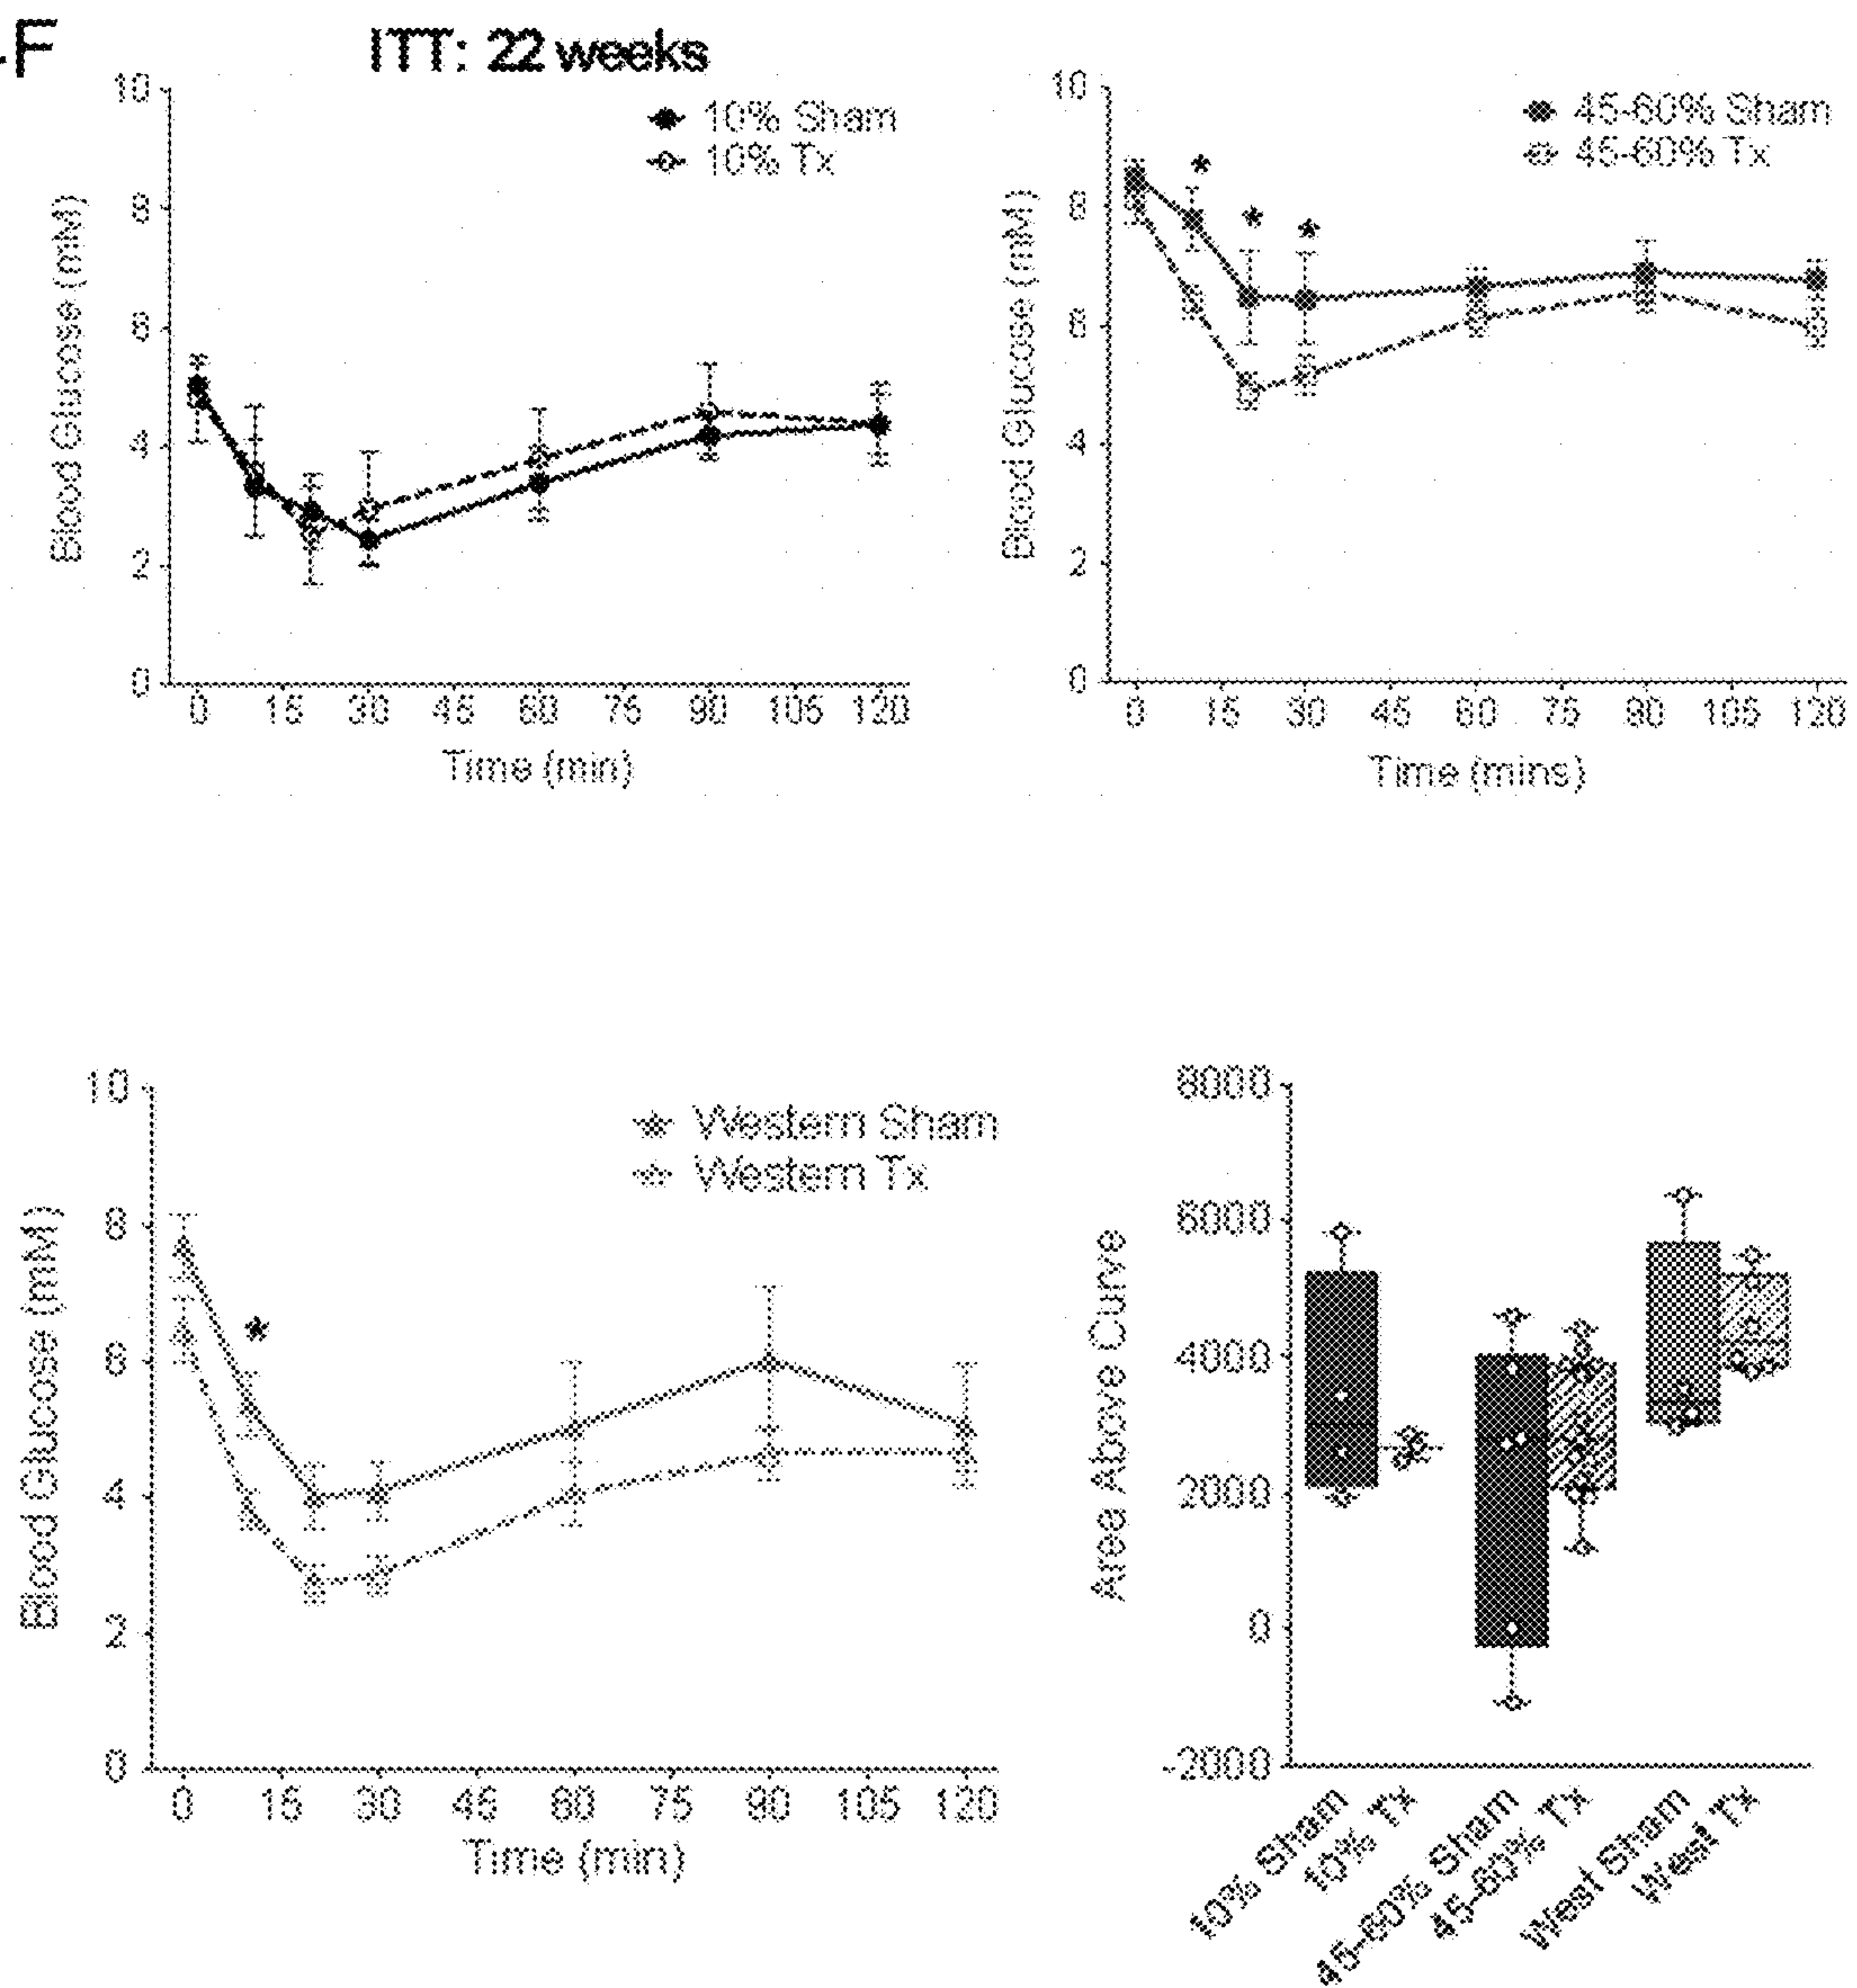 -F
ITT: 22 weeks
10% Sham
10% Tx
Blood Glucose (mM)
10
8
6
4
2
0
0 15 30 45 60 75 90 105 120
Time (min)
45-60% Sham
45-60% Tx
Blood Glucose (mM)
10
8
6
4
2
0
* * *
0 15 30 45 60 75 90 105 120
Time (mins)
Western Sham
Western Tx
Blood Glucose (mM)
10
8
6
4
2
0
*
0 15 30 45 60 75 90 105 120
Time (min)
Area Above Curve
8000
6000
4000
2000
0
-2000
10% Sham
10% Tx
45-60% Sham
45-60% Tx
West Sham
West Tx